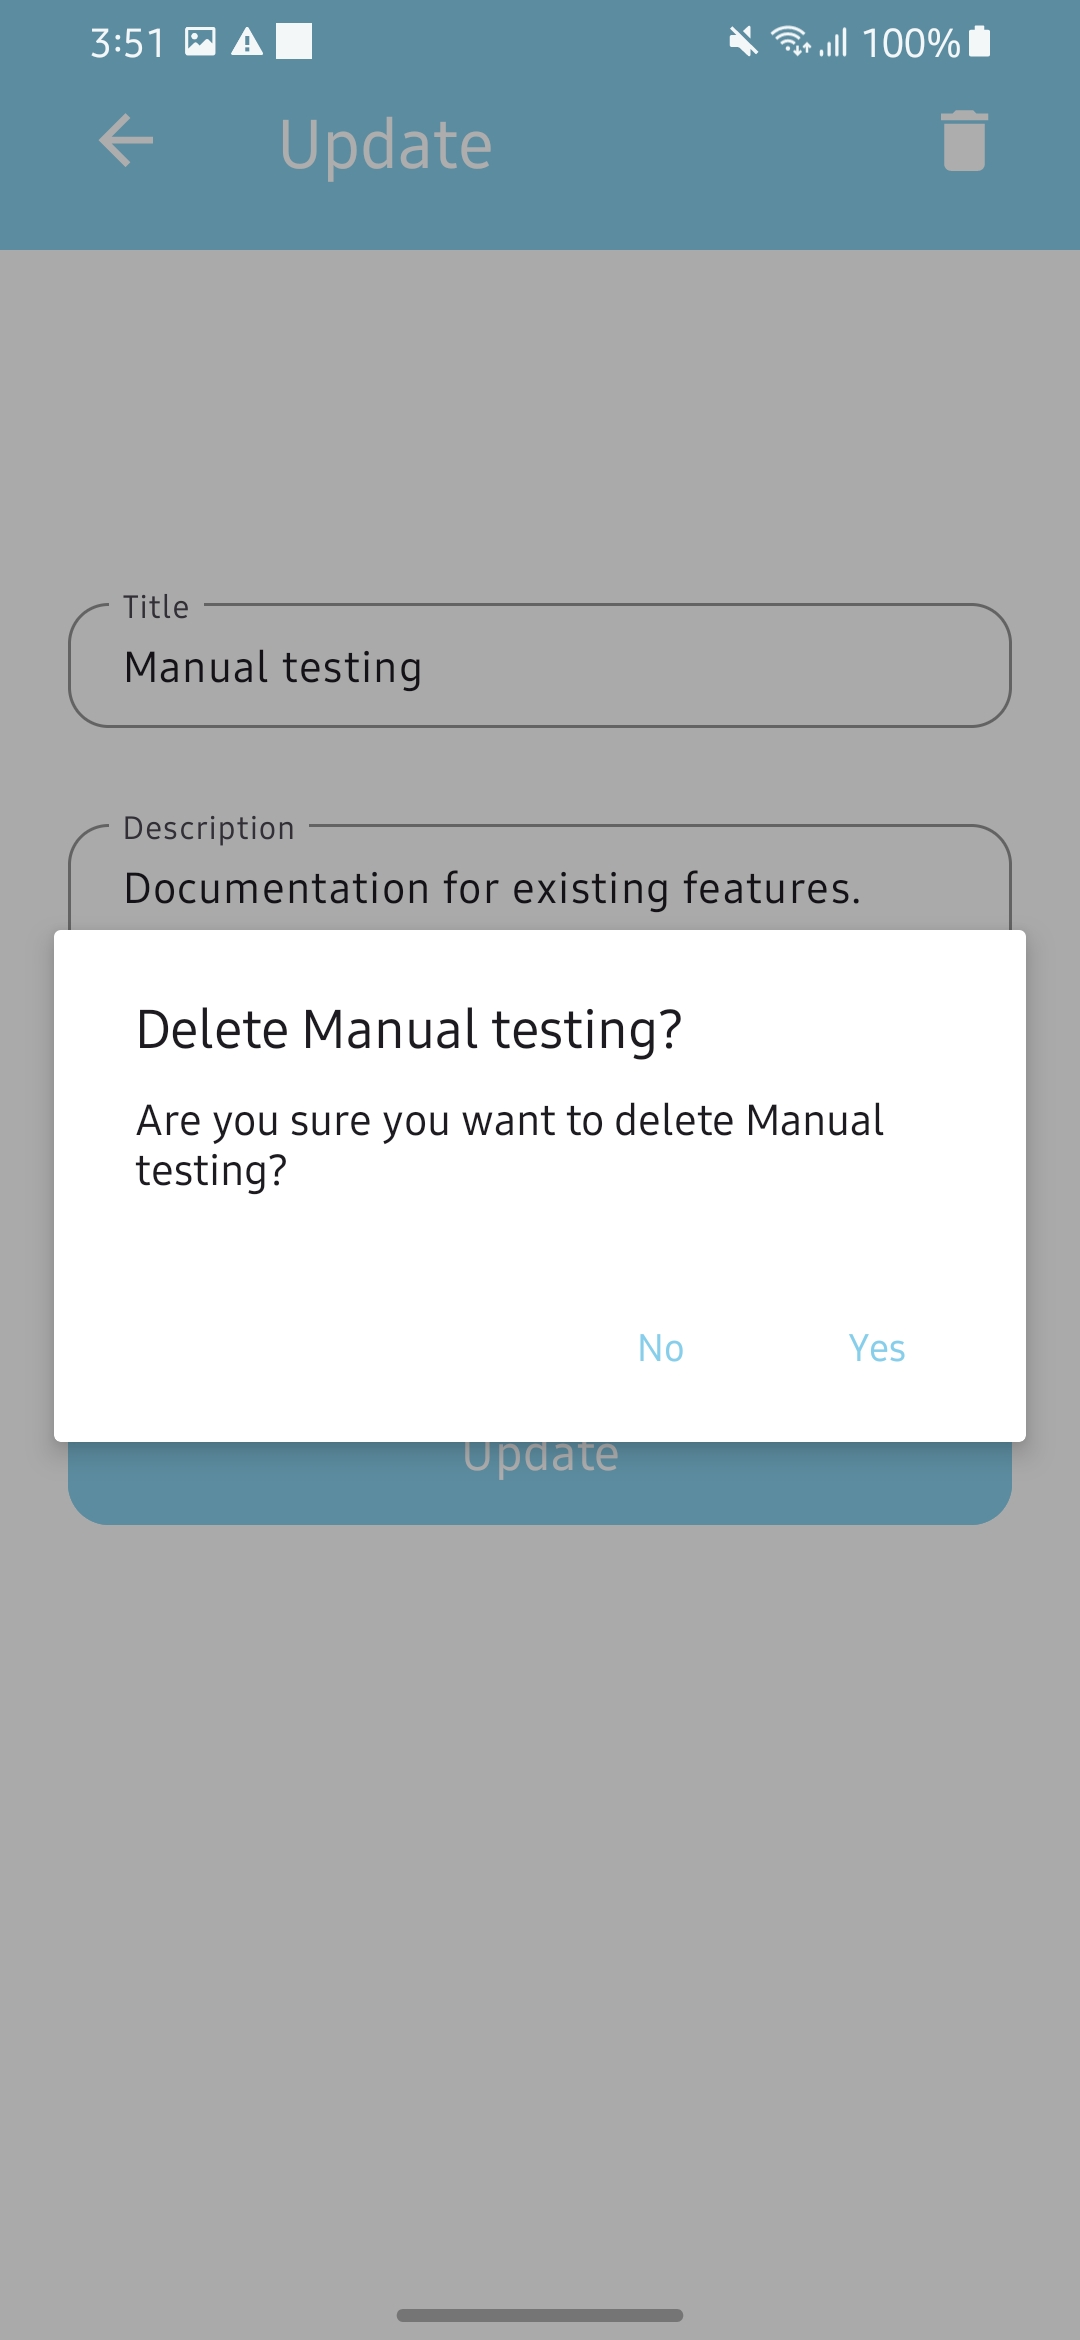 3:51
100%
Update
Title
Manual testing
Description
Documentation for existing features.
Delete Manual testing?
Are you sure you want to delete Manual
testing?
No
Yes
Update